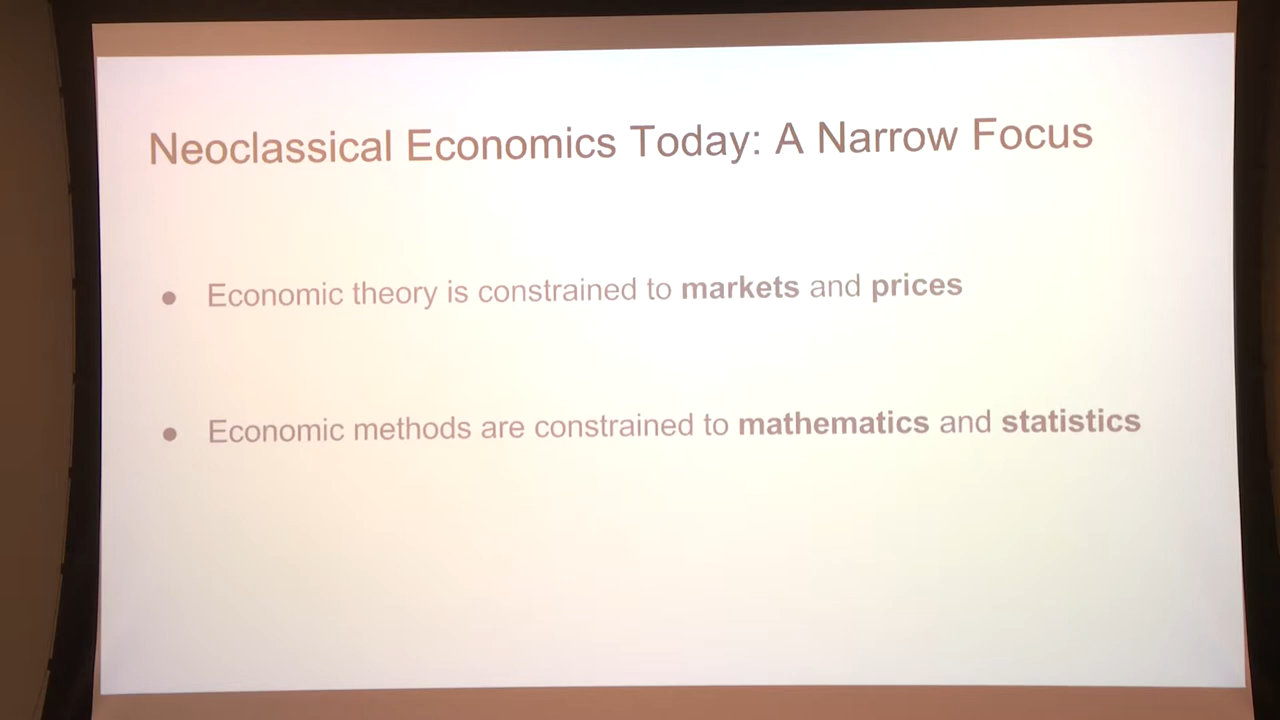 Neoclassical Economics Today: A Narrow Focus
● Economic theory is constrained to markets and prices
● Economic methods are constrained to mathematics and statistics